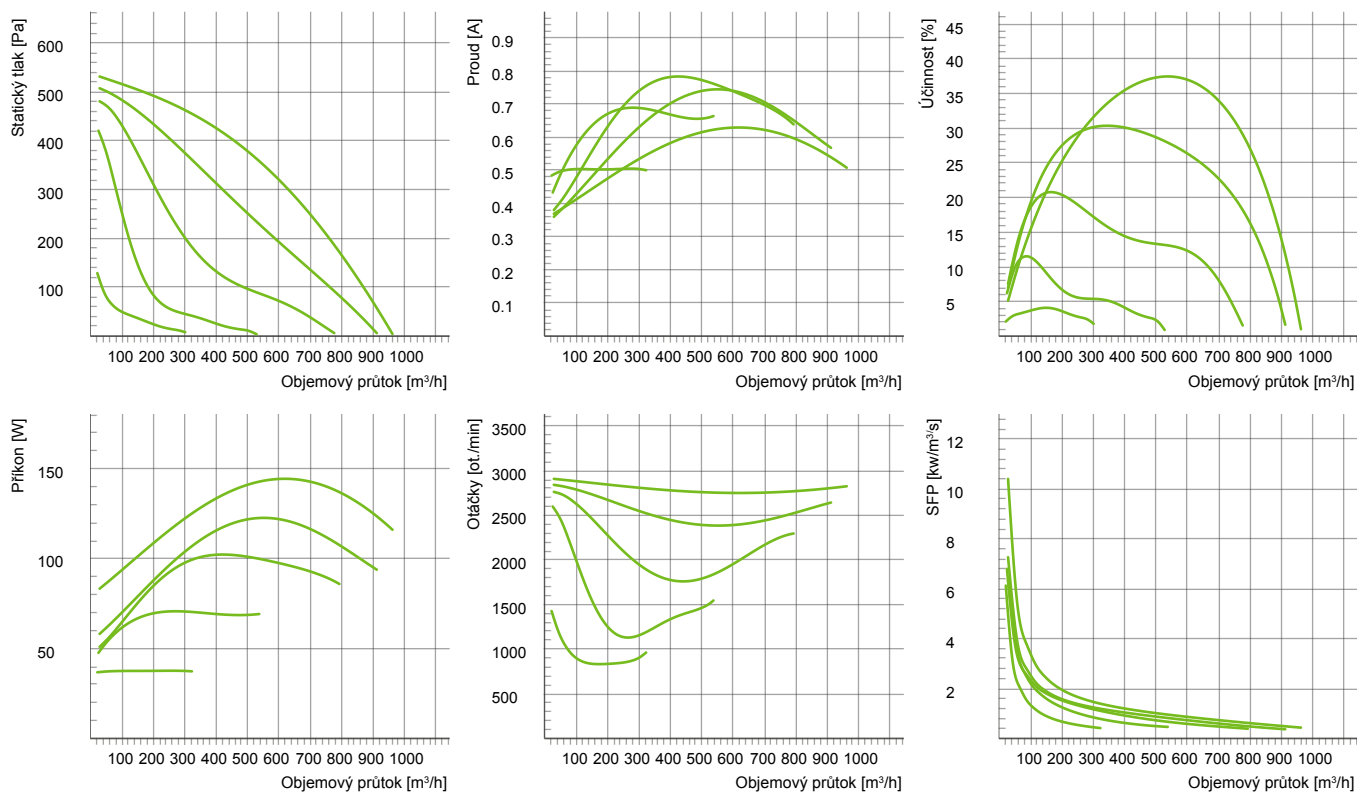 Statický tlak [Pa]
600
500
400
300
200
100
100 200 300 400 500 600 700 800 900 1000
Objemový průtok [m³/h]
Proud [A]
0.9
0.8
0.7
0.6
0.5
0.4
0.3
0.2
0.1
100 200 300 400 500 600 700 800 900 1000
Objemový průtok [m³/h]
Účinnost [%]
45
40
35
30
25
20
15
10
5
100 200 300 400 500 600 700 800 900 1000
Objemový průtok [m³/h]
Příkon [W]
150
100
50
100 200 300 400 500 600 700 800 900 1000
Objemový průtok [m³/h]
Otáčky [ot./min]
3500
3000
2500
2000
1500
1000
500
100 200 300 400 500 600 700 800 900 1000
Objemový průtok [m³/h]
SFP [kw/m³/s]
12
10
8
6
4
2
100 200 300 400 500 600 700 800 900 1000
Objemový průtok [m³/h]